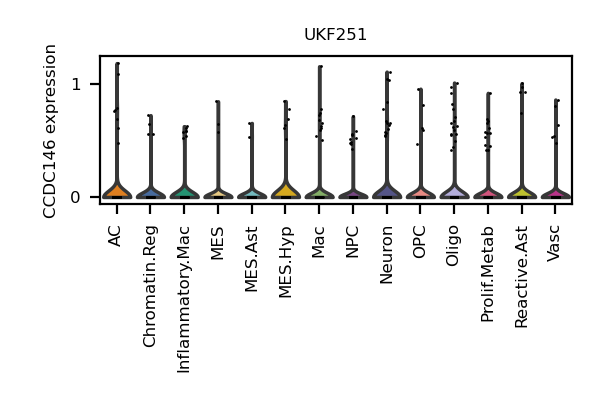 UKF251
CCDC146 expression
1
0
AC
Chromatin.Reg
Inflammatory.Mac
MES
MES.Ast
MES.Hyp
Mac
NPC
Neuron
OPC
Oligo
Prolif.Metab
Reactive.Ast
Vasc